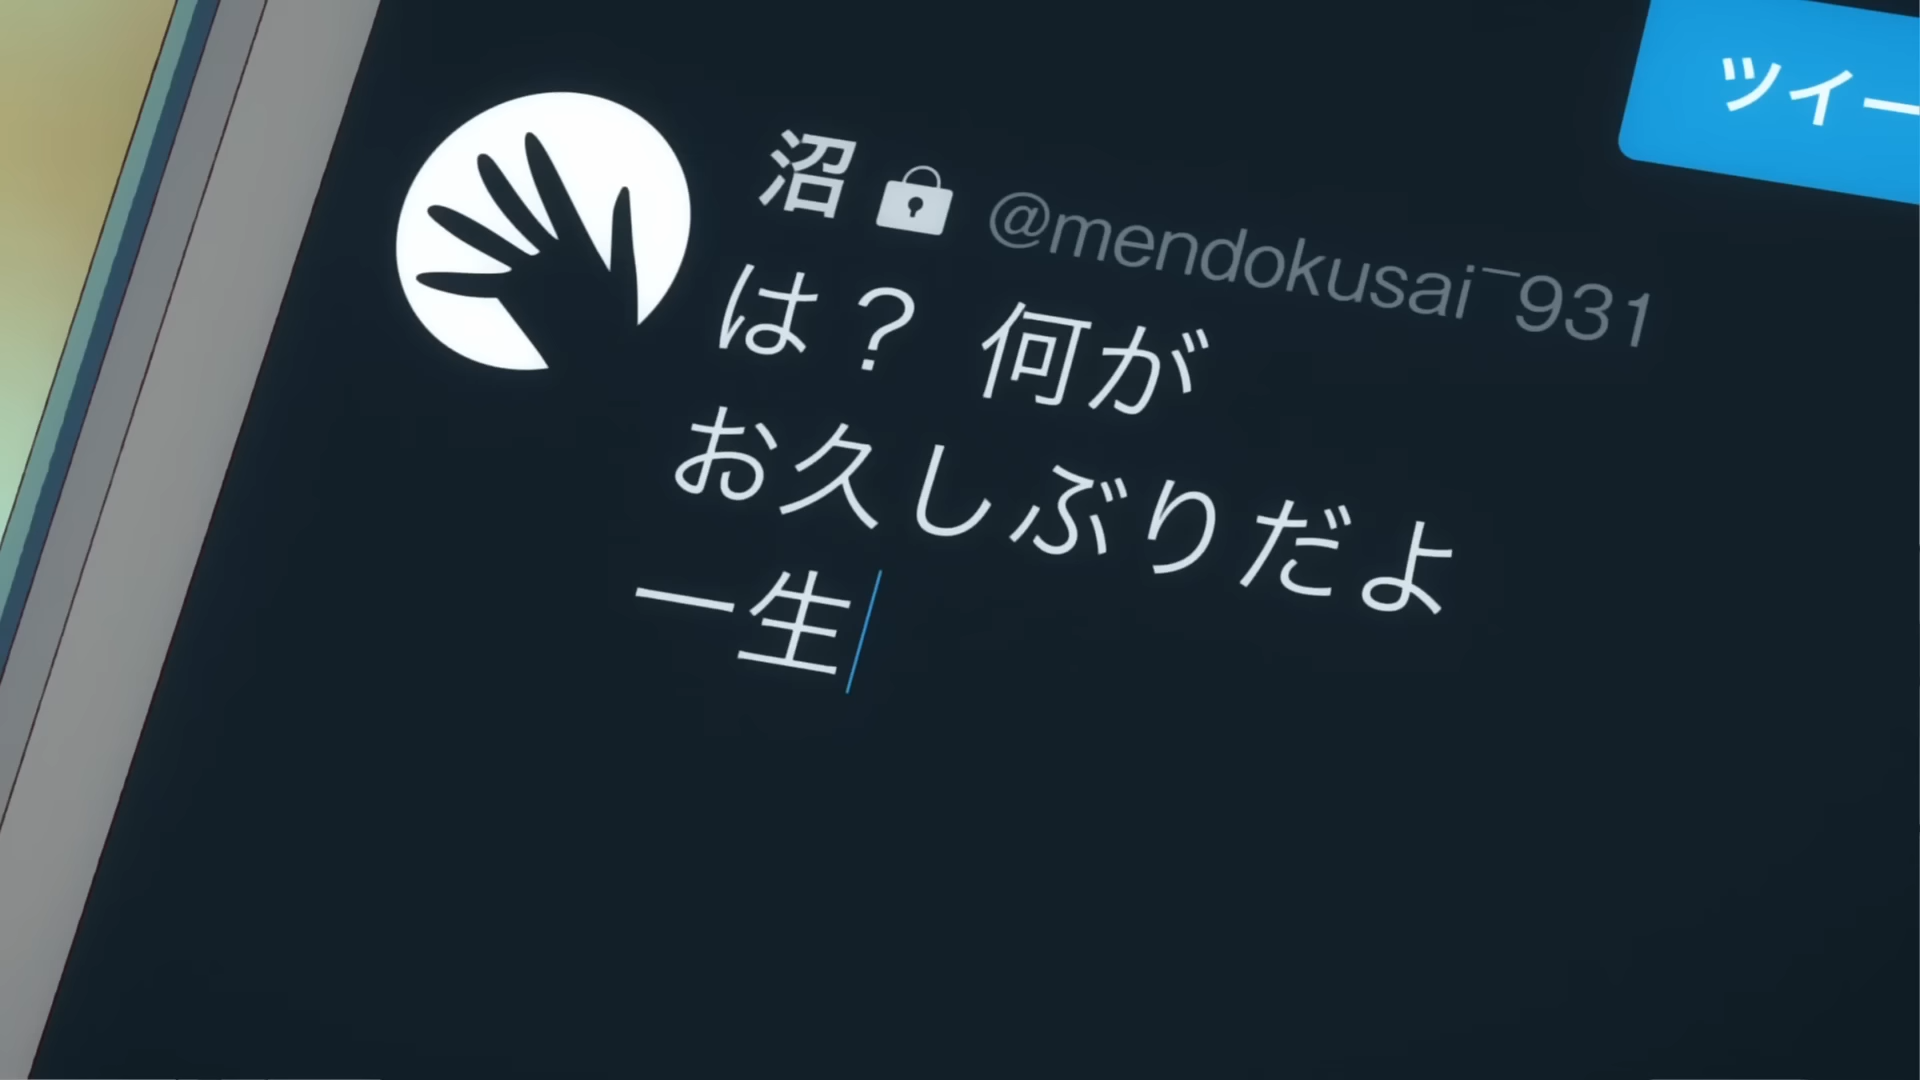 ツイー
沼 @mendokusai ̄931
は？ 何が
お久しぶりだよ
一生